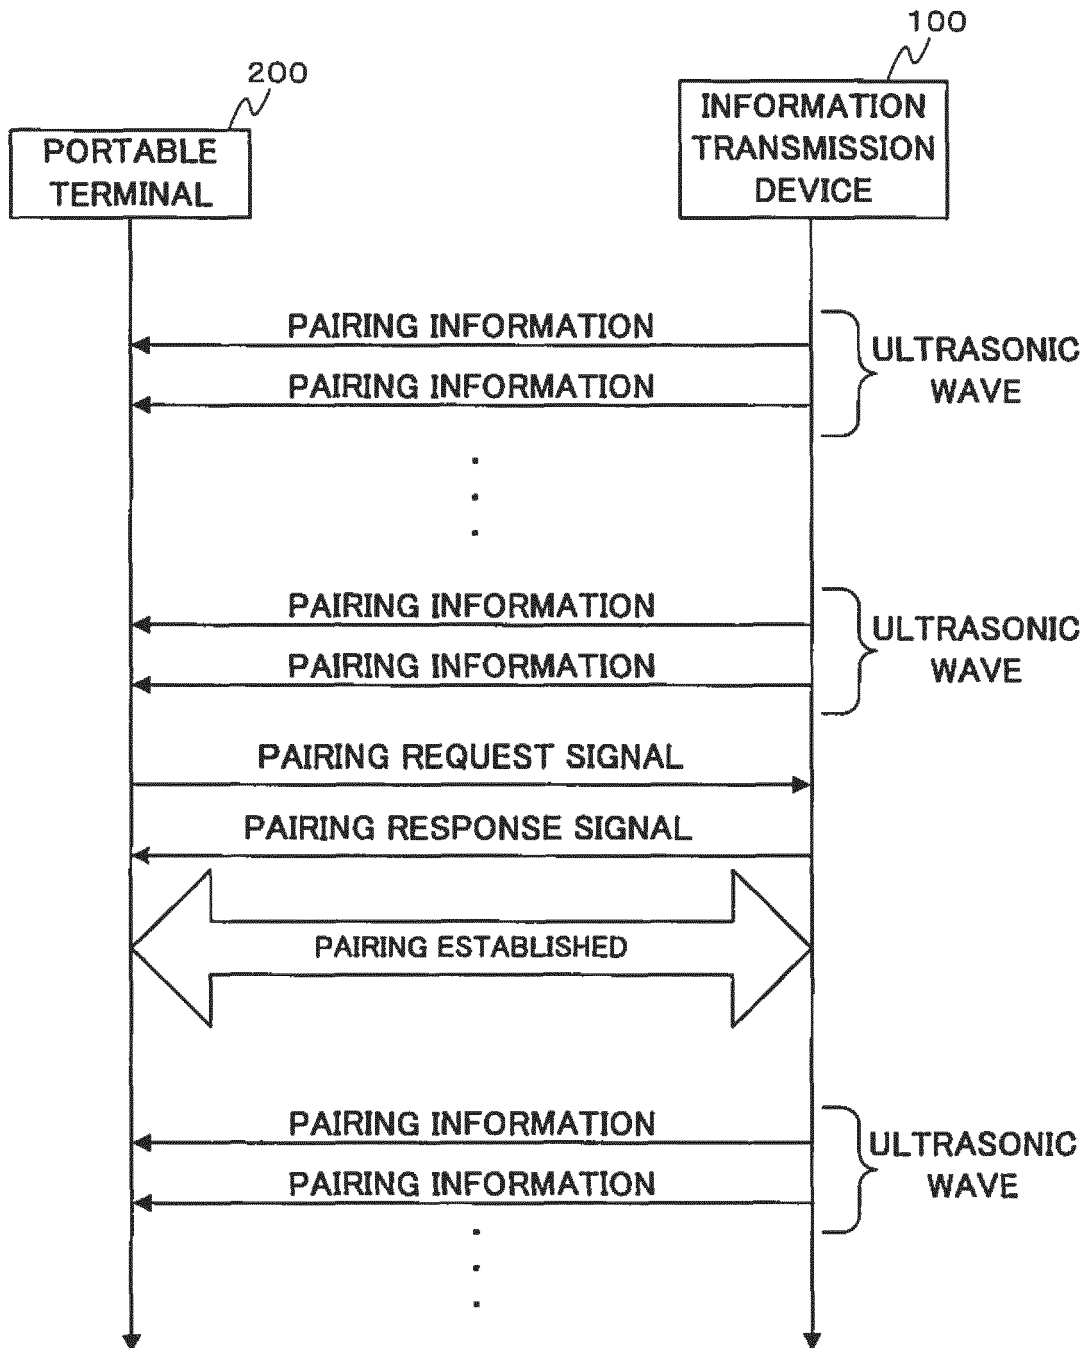 100
200
INFORMATION
TRANSMISSION
DEVICE
PORTABLE
TERMINAL
PAIRING INFORMATION
ULTRASONIC
WAVE
PAIRING INFORMATION
PAIRING INFORMATION
ULTRASONIC
WAVE
PAIRING INFORMATION
PAIRING REQUEST SIGNAL
PAIRING RESPONSE SIGNAL
PAIRING ESTABLISHED
PAIRING INFORMATION
ULTRASONIC
WAVE
PAIRING INFORMATION